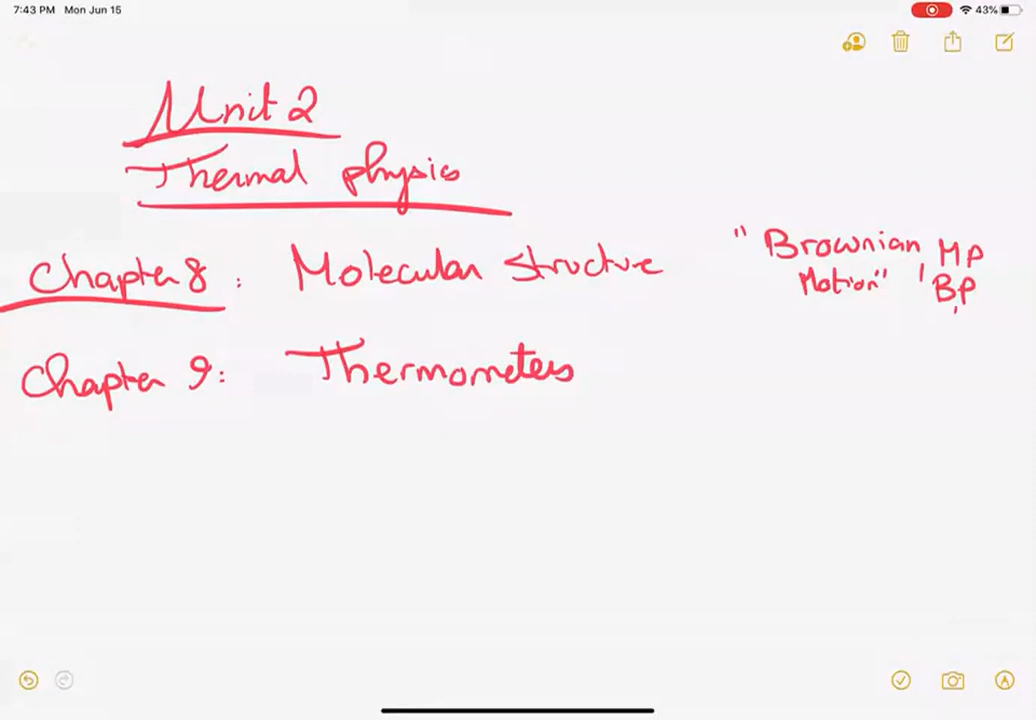 7:43 PM Mon Jun 15
43%
Unit 2
Thermal physics
Chapter 8 : Molecular Structure
"Brownian MP
Motion" , BP,
Chapter 9: Thermometers